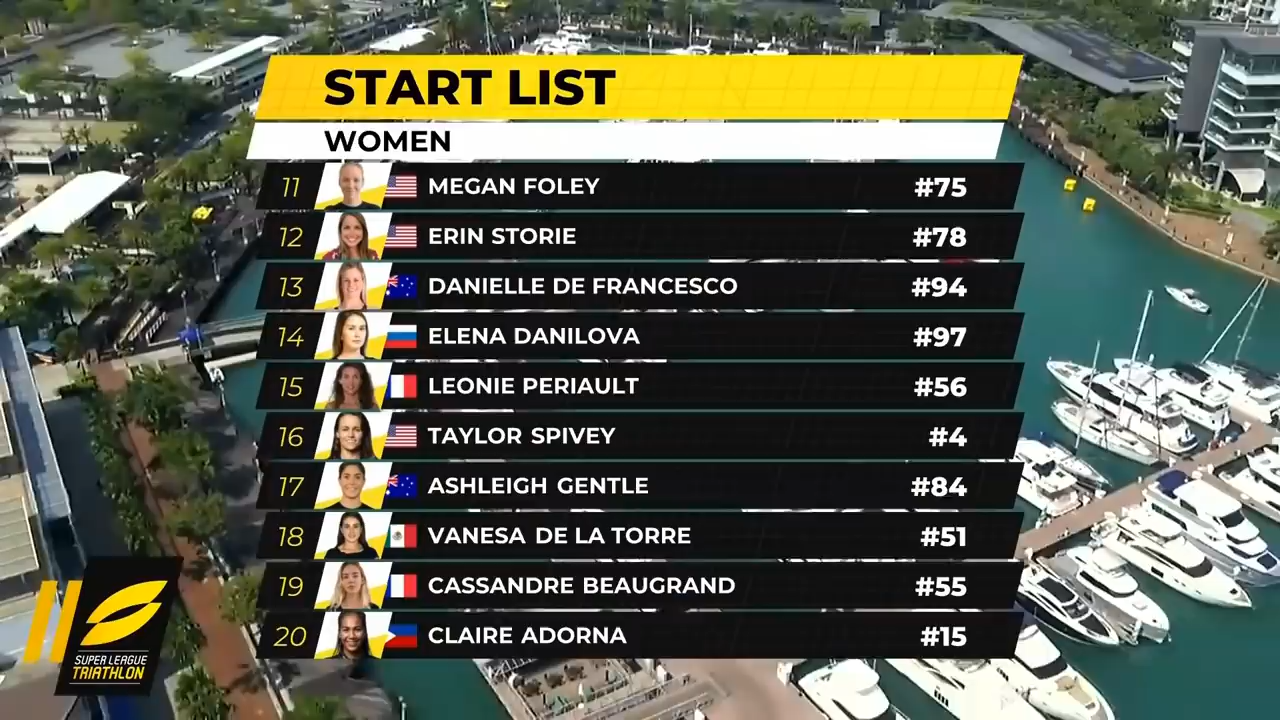 START LIST
WOMEN
11 MEGAN FOLEY #75
12 ERIN STORIE #78
13 DANIELLE DE FRANCESCO #94
14 ELENA DANILOVA #97
15 LEONIE PERIAULT #56
16 TAYLOR SPIVEY #4
17 ASHLEIGH GENTLE #84
18 VANESA DE LA TORRE #51
19 CASSANDRE BEAUGRAND #55
20 CLAIRE ADORNA #15
SUPER LEAGUE
TRIATHLON